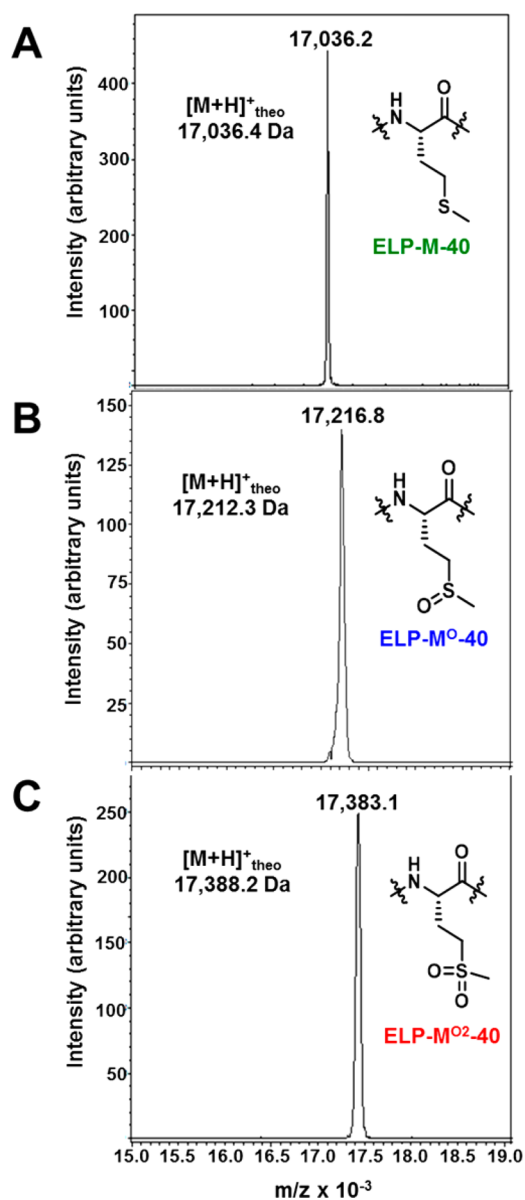 A
17,036.2
[M+H]+theo
17,036.4 Da
H
N
O
S
ELP-M-40
Intensity (arbitrary units)
400
300
200
100
B
17,216.8
[M+H]+theo
17,212.3 Da
H
N
O
S
O
ELP-M^O-40
Intensity (arbitrary units)
150
125
100
75
50
25
C
17,383.1
[M+H]+theo
17,388.2 Da
H
N
O
O
S
O
ELP-M^O2-40
Intensity (arbitrary units)
250
200
150
100
50
15.0 15.5 16.0 16.5 17.0 17.5 18.0 18.5 19.0
m/z x 10^-3